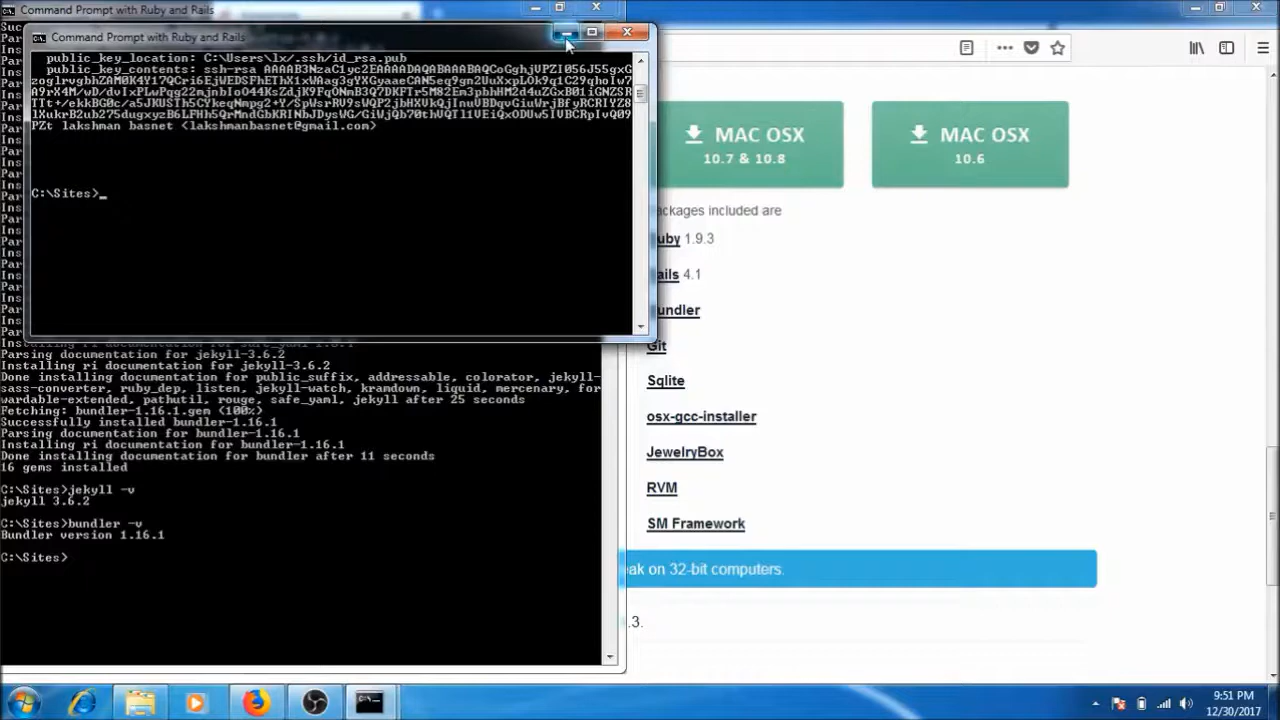 Command Prompt with Ruby and Rails
Command Prompt with Ruby and Rails
public_key_location: C:\Users\lx/.ssh/id_rsa.pub
public_key_contents: ssh-rsa
PZt lakshman basnet <lakshmanbasnet@gmail.com>
C:\Sites>_
Parsing documentation for jekyll-3.6.2
Installing ri documentation for jekyll-3.6.2
Done installing documentation for public_suffix, addressable, colorator, jekyll-
sass-converter, ruby_dep, listen, jekyll-watch, kramdown, liquid, mercenary, for
wardable-extended, pathutil, rouge, safe_yaml, jekyll after 25 seconds
Fetching: bundler-1.16.1.gem (100%)
Successfully installed bundler-1.16.1
Parsing documentation for bundler-1.16.1
Installing ri documentation for bundler-1.16.1
Done installing documentation for bundler after 11 seconds
16 gems installed
C:\Sites>jekyll -v
jekyll 3.6.2
C:\Sites>bundler -v
Bundler version 1.16.1
C:\Sites>
MAC OSX
10.7 & 10.8
MAC OSX
10.6
ackages included are
uby 1.9.3
ails 4.1
undler
Git
Sqlite
osx-gcc-installer
JewelryBox
RVM
SM Framework
eak on 32-bit computers.
.3.
9:51 PM
12/30/2017